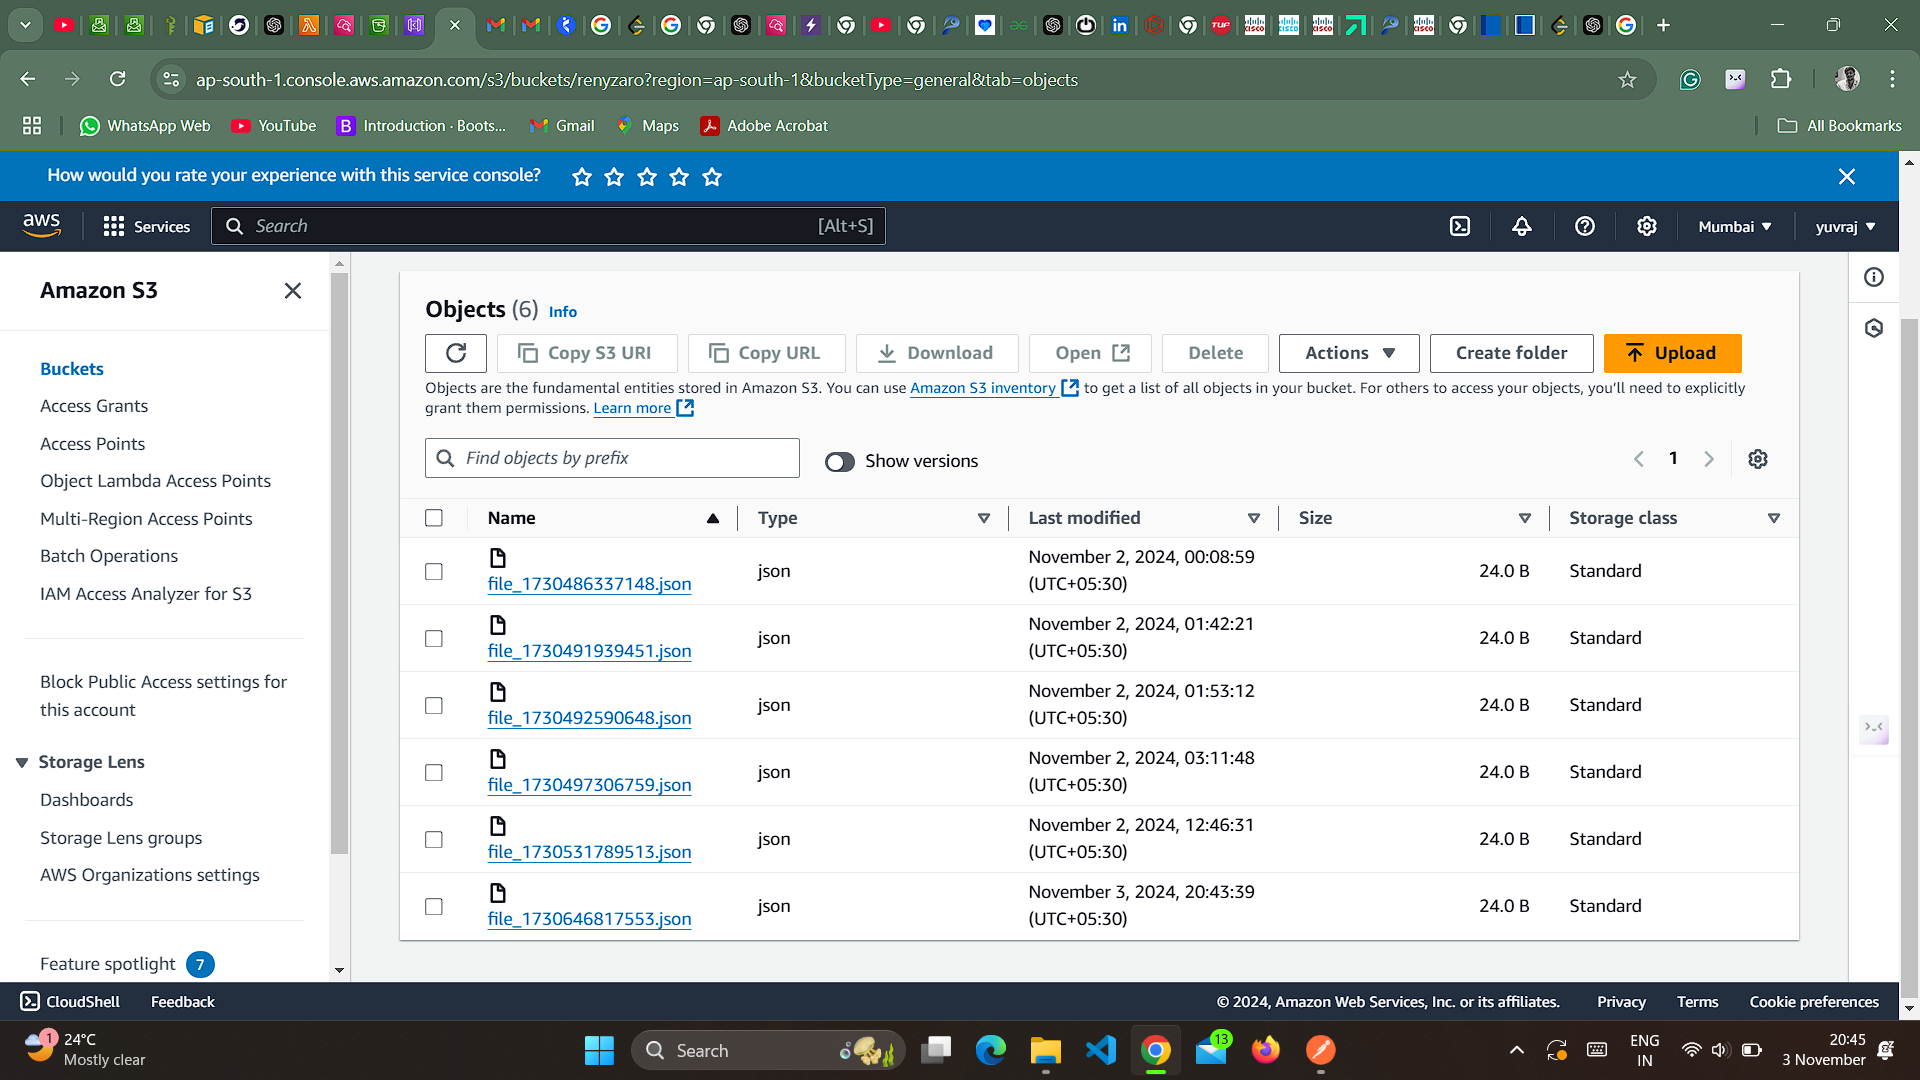 ap-south-1.console.aws.amazon.com/s3/buckets/renyzaro?region=ap-south-1&bucketType=general&tab=objects
WhatsApp Web
YouTube
Introduction · Boots...
Gmail
Maps
Adobe Acrobat
All Bookmarks
How would you rate your experience with this service console?
aws
Services
Search
[Alt+S]
Mumbai
yuvraj
Amazon S3
Buckets
Access Grants
Access Points
Object Lambda Access Points
Multi-Region Access Points
Batch Operations
IAM Access Analyzer for S3
Block Public Access settings for
this account
Storage Lens
Dashboards
Storage Lens groups
AWS Organizations settings
Feature spotlight 7
Objects (6) Info
Copy S3 URI
Copy URL
Download
Open
Delete
Actions
Create folder
Upload
Objects are the fundamental entities stored in Amazon S3. You can use Amazon S3 inventory to get a list of all objects in your bucket. For others to access your objects, you’ll need to explicitly
grant them permissions. Learn more
Find objects by prefix
Show versions
1
Name Type Last modified Size Storage class
file_1730486337148.json json November 2, 2024, 00:08:59 (UTC+05:30) 24.0 B Standard
file_1730491939451.json json November 2, 2024, 01:42:21 (UTC+05:30) 24.0 B Standard
file_1730492590648.json json November 2, 2024, 01:53:12 (UTC+05:30) 24.0 B Standard
file_1730497306759.json json November 2, 2024, 03:11:48 (UTC+05:30) 24.0 B Standard
file_1730531789513.json json November 2, 2024, 12:46:31 (UTC+05:30) 24.0 B Standard
file_1730646817553.json json November 3, 2024, 20:43:39 (UTC+05:30) 24.0 B Standard
CloudShell
Feedback
© 2024, Amazon Web Services, Inc. or its affiliates.
Privacy
Terms
Cookie preferences
1
24°C
Mostly clear
Search
13
ENG
IN
20:45
3 November